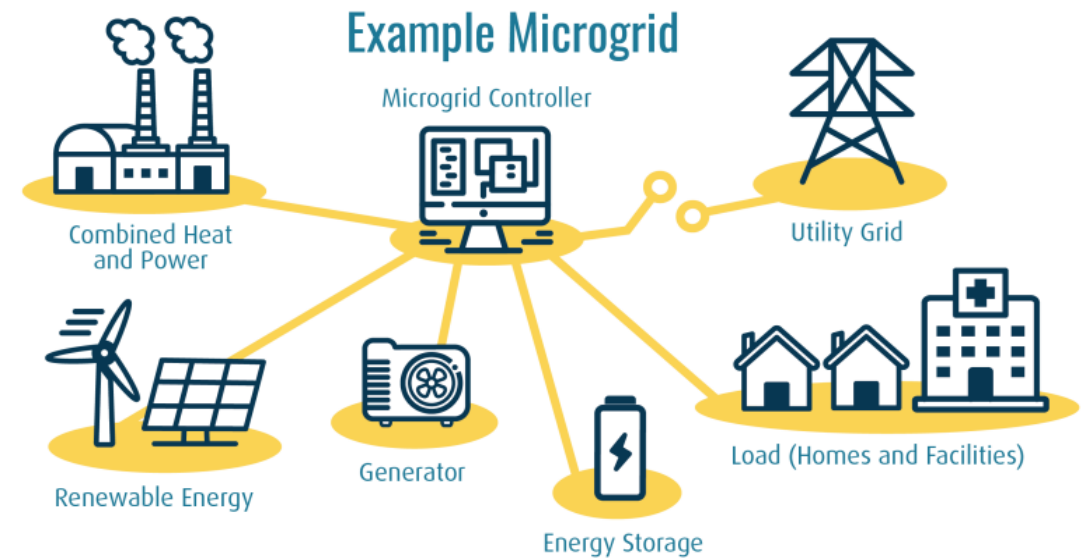 Example Microgrid
Microgrid Controller
Combined Heat
and Power
Utility Grid
Renewable Energy
Generator
Load (Homes and Facilities)
Energy Storage